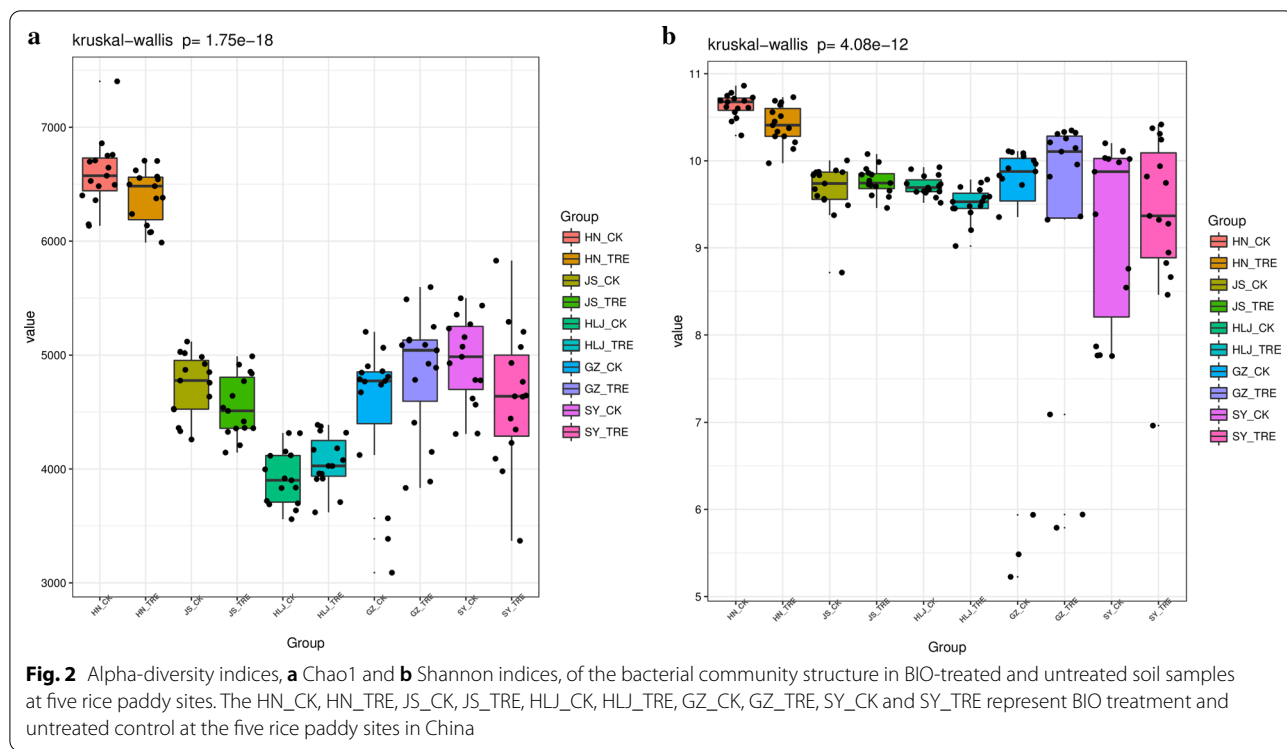 a
kruskal−wallis p= 1.75e−18
value
7000
6000
5000
4000
3000
HN_CK
HN_TRE
JS_CK
JS_TRE
HLJ_CK
HLJ_TRE
GZ_CK
GZ_TRE
SY_CK
SY_TRE
Group
Group
HN_CK
HN_TRE
JS_CK
JS_TRE
HLJ_CK
HLJ_TRE
GZ_CK
GZ_TRE
SY_CK
SY_TRE
b
kruskal−wallis p= 4.08e−12
value
11
10
9
8
7
6
5
HN_CK
HN_TRE
JS_CK
JS_TRE
HLJ_CK
HLJ_TRE
GZ_CK
GZ_TRE
SY_CK
SY_TRE
Group
Group
HN_CK
HN_TRE
JS_CK
JS_TRE
HLJ_CK
HLJ_TRE
GZ_CK
GZ_TRE
SY_CK
SY_TRE
Fig. 2 Alpha-diversity indices, a Chao1 and b Shannon indices, of the bacterial community structure in BIO-treated and untreated soil samples
at five rice paddy sites. The HN_CK, HN_TRE, JS_CK, JS_TRE, HLJ_CK, HLJ_TRE, GZ_CK, GZ_TRE, SY_CK and SY_TRE represent BIO treatment and
untreated control at the five rice paddy sites in China